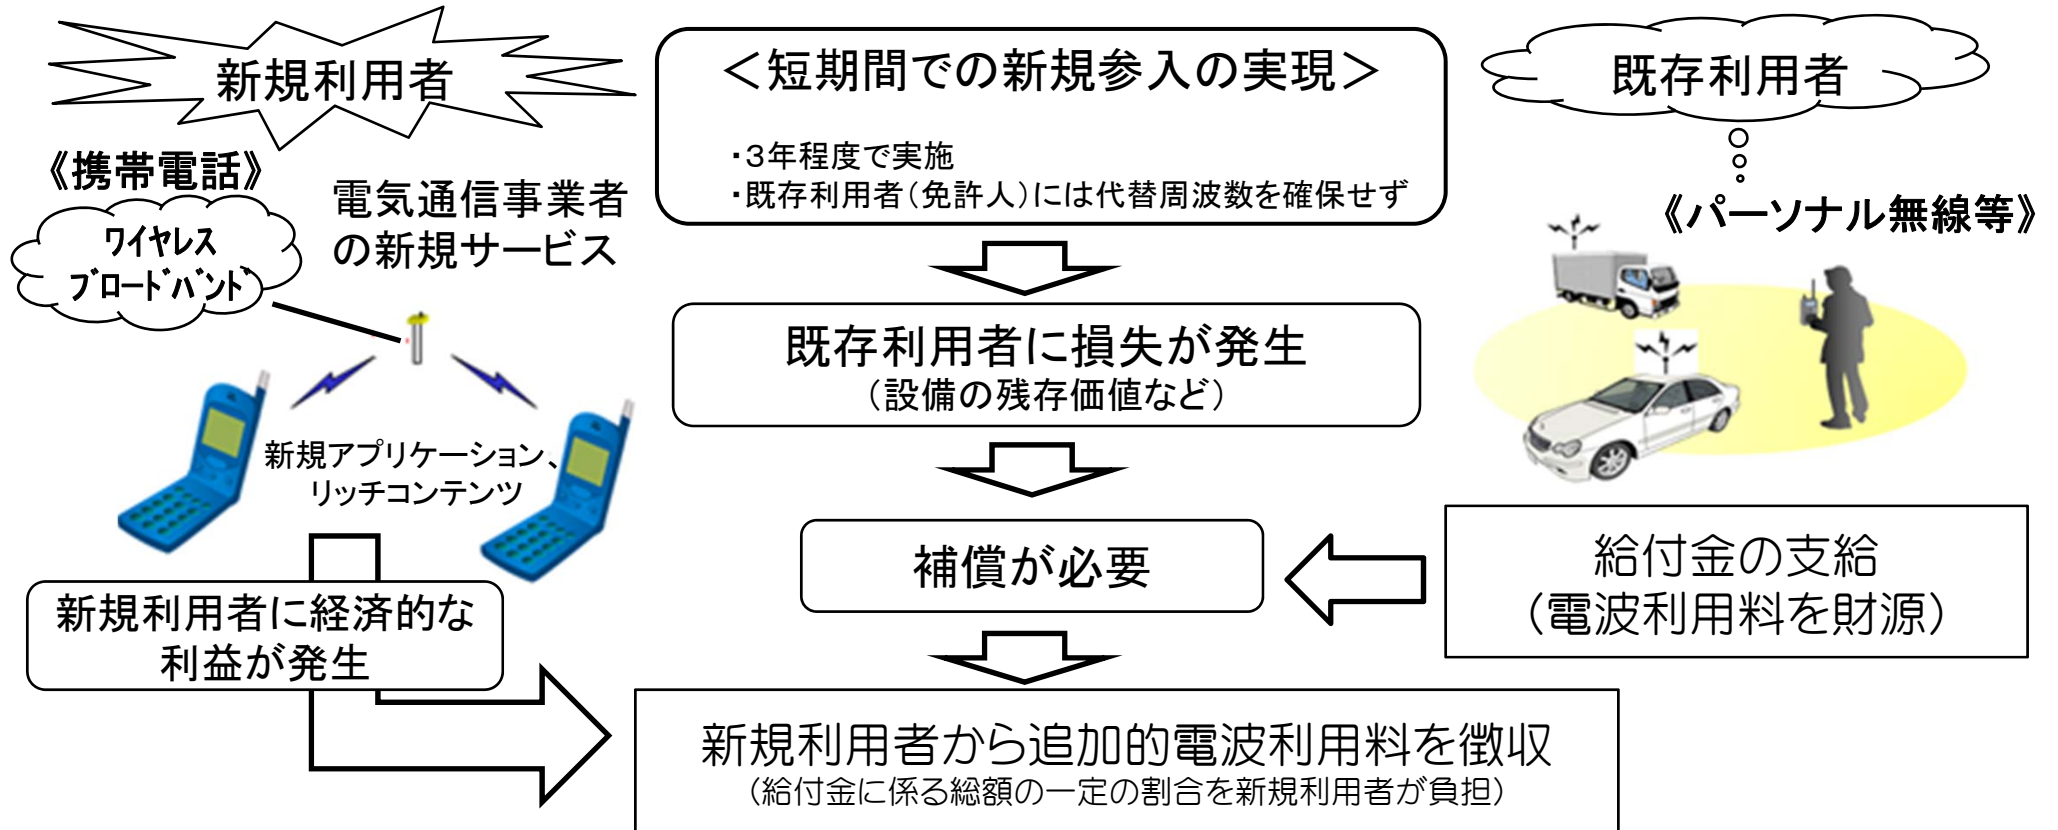 新規利用者
《携帯電話》
ワイヤレス
ブロードバンド
電気通信事業者
の新規サービス
新規アプリケーション、
リッチコンテンツ
新規利用者に経済的な
利益が発生
＜短期間での新規参入の実現＞
・３年程度で実施
・既存利用者（免許人）には代替周波数を確保せず
既存利用者に損失が発生
（設備の残存価値など）
補償が必要
新規利用者から追加的電波利用料を徴収
（給付金に係る総額の一定の割合を新規利用者が負担）
既存利用者
《パーソナル無線等》
給付金の支給
（電波利用料を財源）